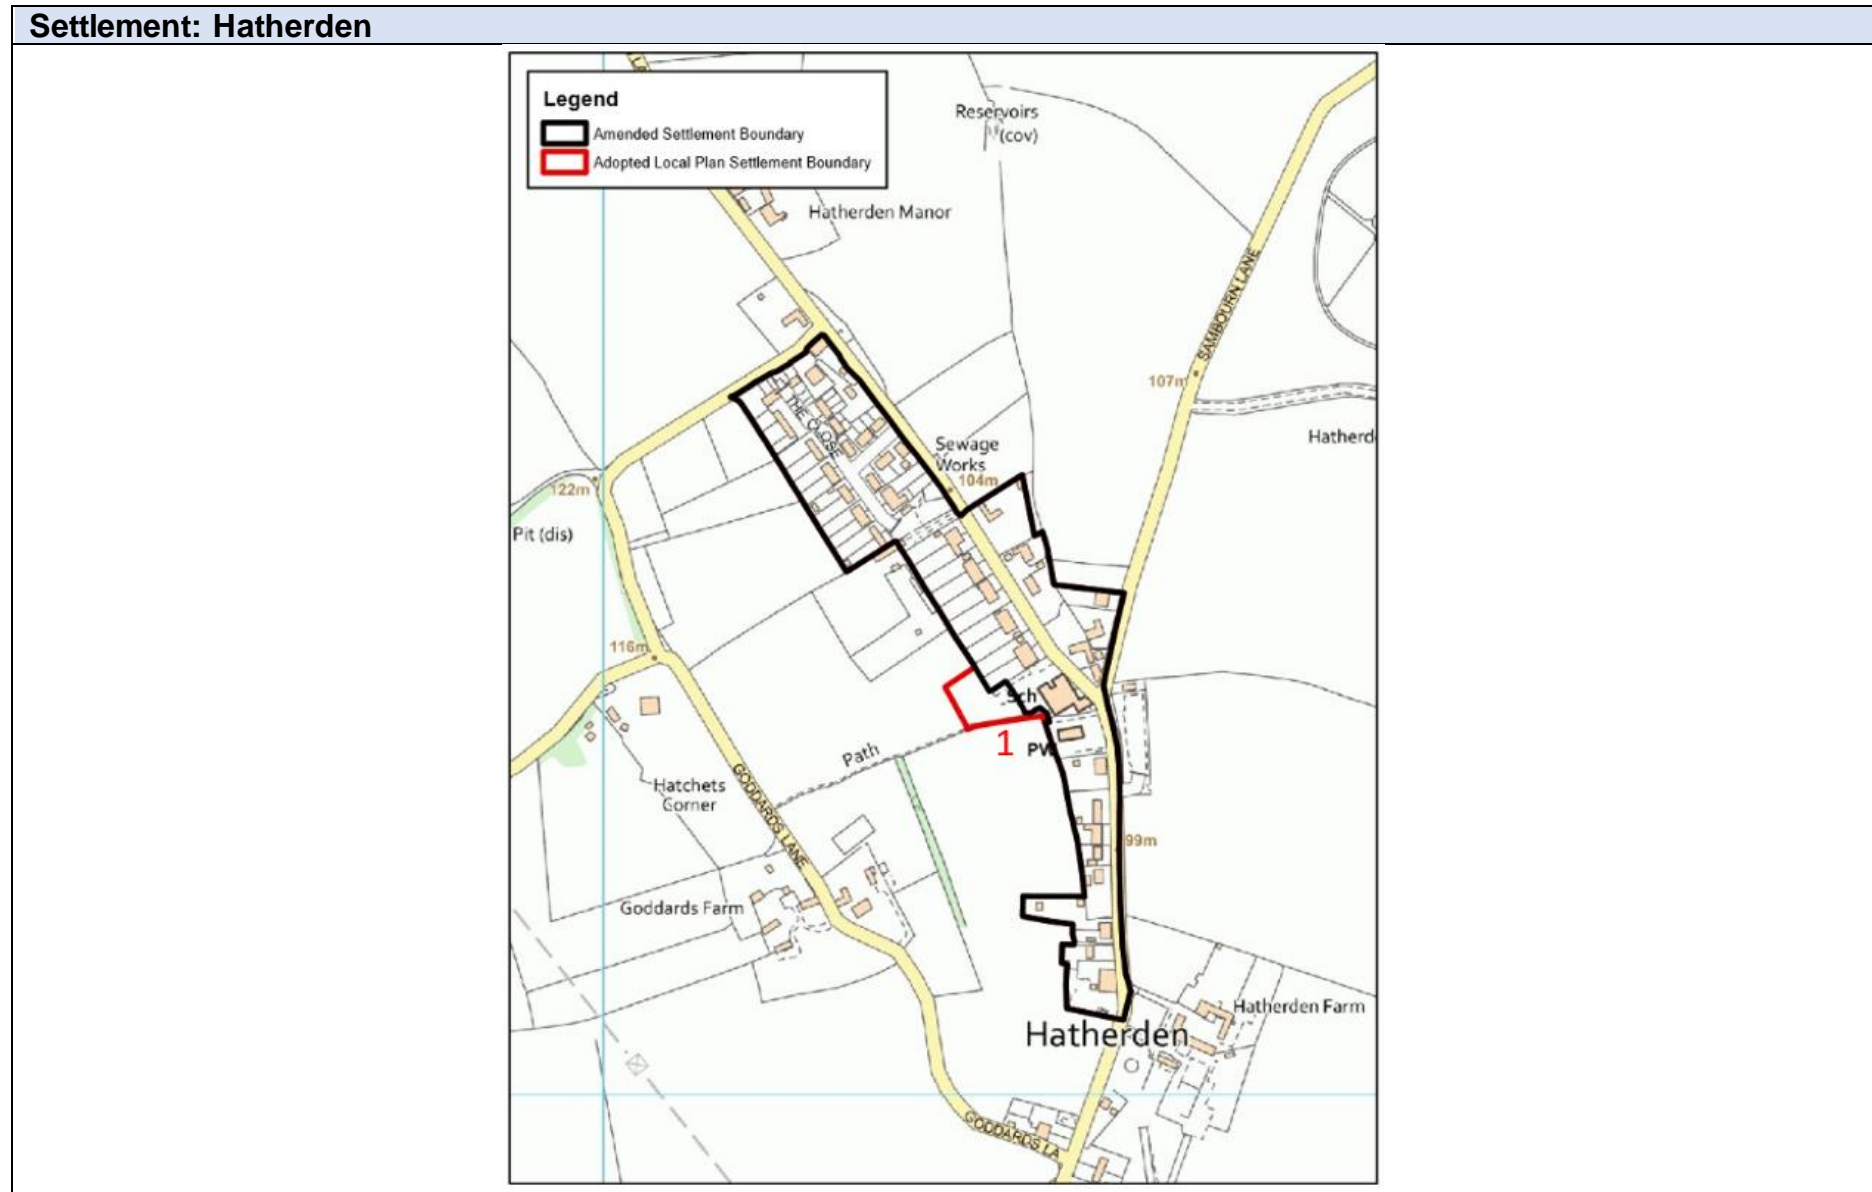 Settlement: Hatherden
Legend
Amended Settlement Boundary
Adopted Local Plan Settlement Boundary
Reservoirs
(cov)
Hatherden Manor
SAMBOURN LANE
107m
THE CLOSE
Hatherd
Sewage
Works
104m
122m
Pit (dis)
116m
Sch
1
PW
Path
Hatchets
Corner
GODDARDS LANE
99m
Goddards Farm
Hatherden Farm
Hatherden
GODDARDS LA